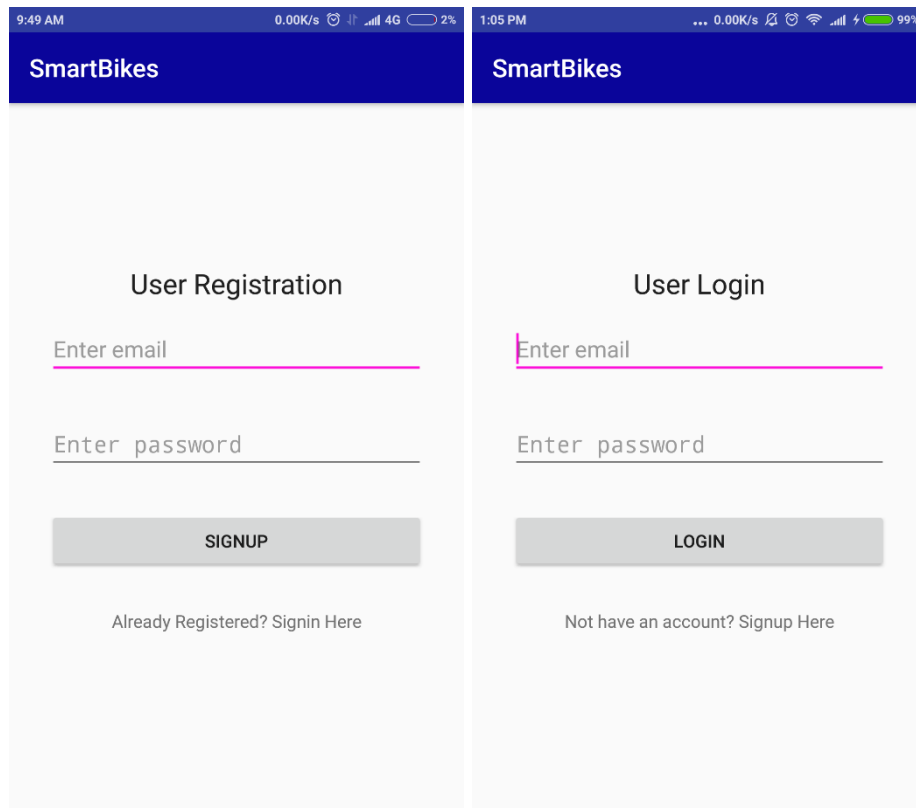 9:49 AM 0.00K/s 4G 2%
SmartBikes
User Registration
Enter email
Enter password
SIGNUP
Already Registered? Signin Here
1:05 PM ... 0.00K/s 99%
SmartBikes
User Login
Enter email
Enter password
LOGIN
Not have an account? Signup Here